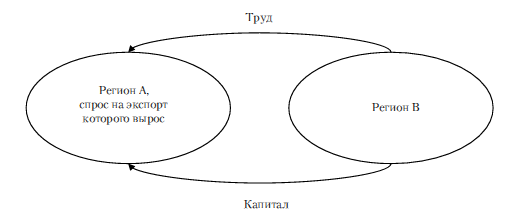 Труд
Регион А,
спрос на экспорт
которого вырос
Регион В
Капитал